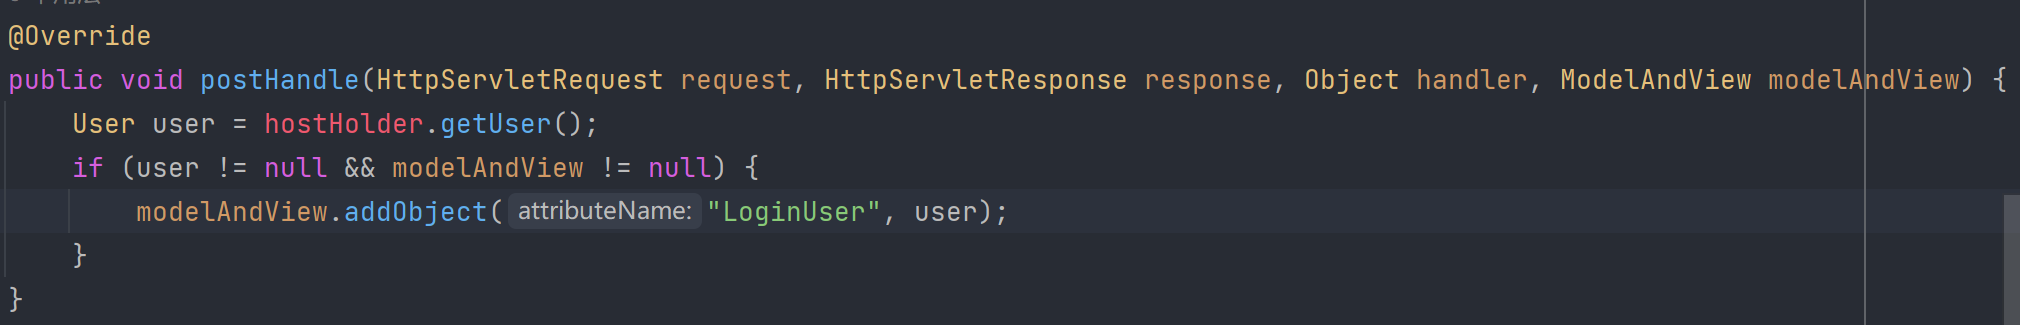 @Override
public void postHandle(HttpServletRequest request, HttpServletResponse response, Object handler, ModelAndView modelAndView) {
    User user = hostHolder.getUser();
    if (user != null && modelAndView != null) {
        modelAndView.addObject( attributeName: "LoginUser", user);
    }
}